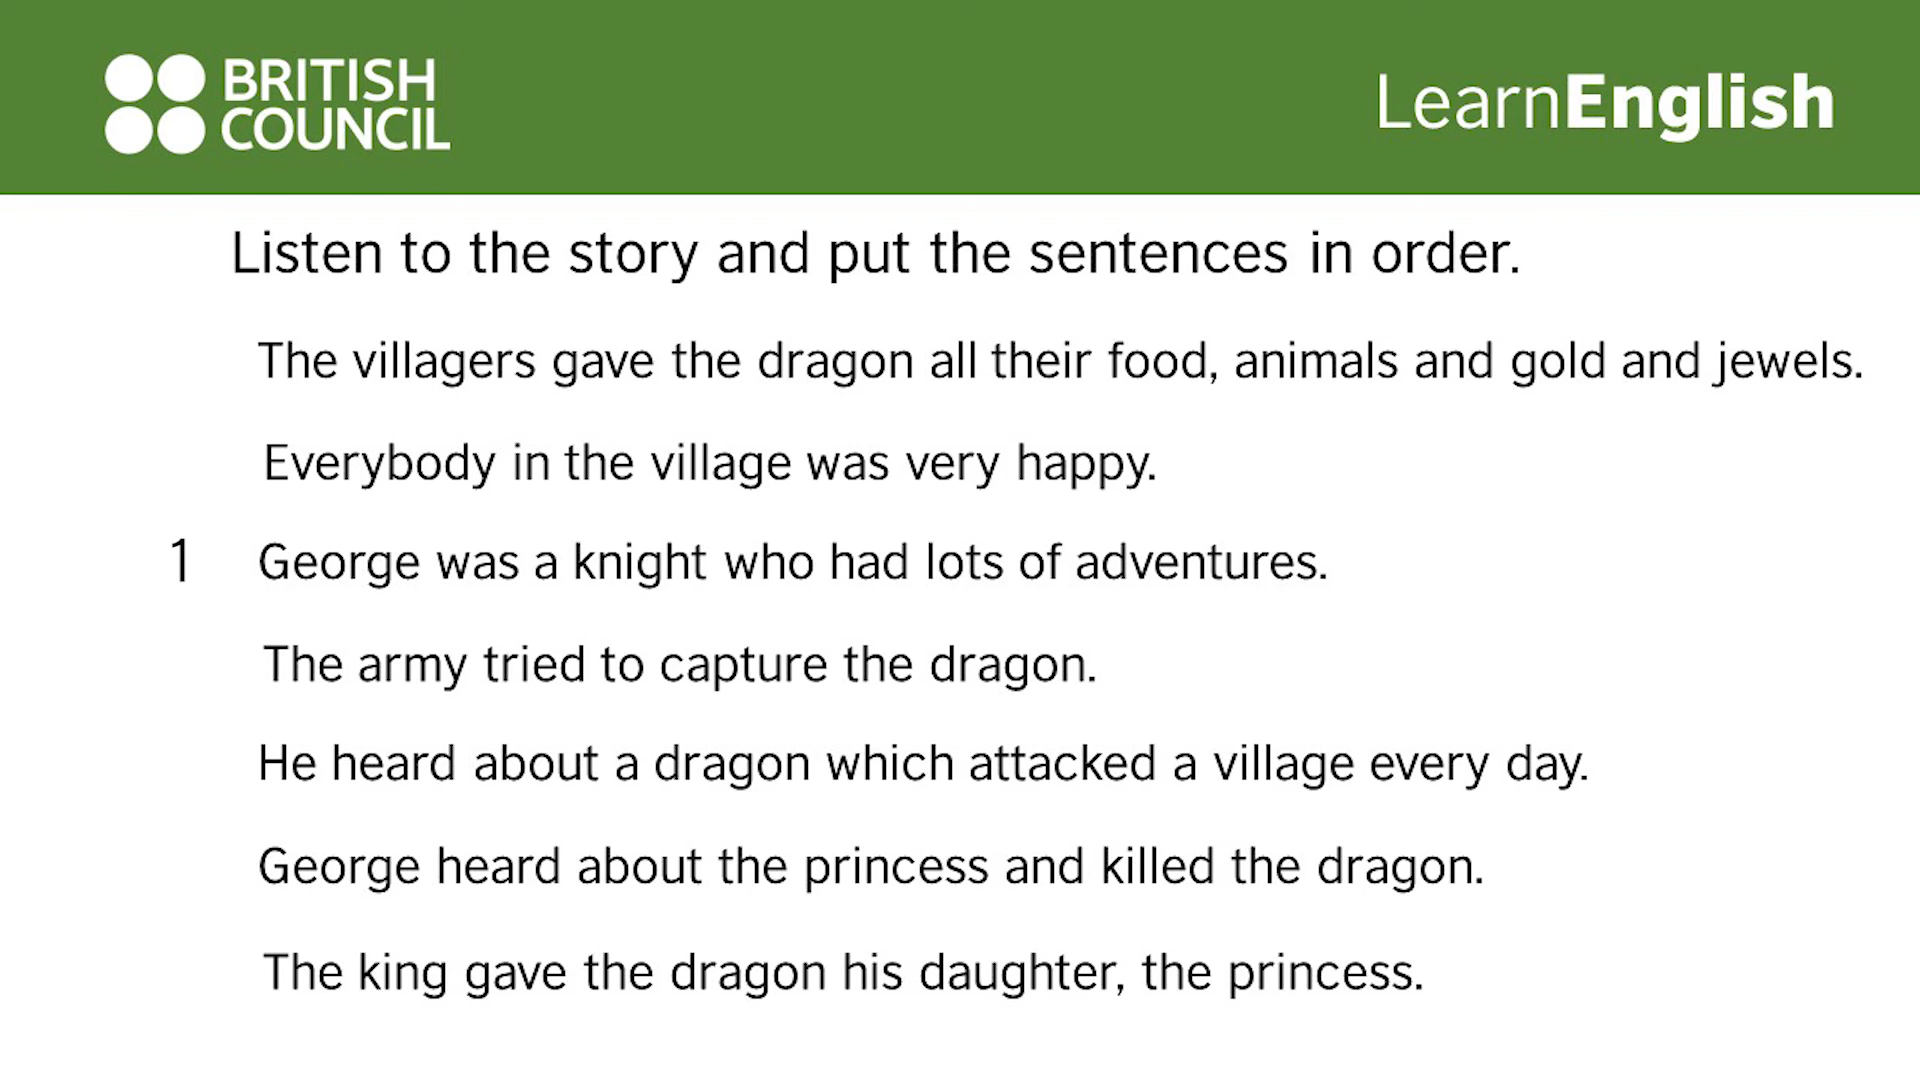 BRITISH
COUNCIL
LearnEnglish
Listen to the story and put the sentences in order.
The villagers gave the dragon all their food, animals and gold and jewels.
Everybody in the village was very happy.
1 George was a knight who had lots of adventures.
The army tried to capture the dragon.
He heard about a dragon which attacked a village every day.
George heard about the princess and killed the dragon.
The king gave the dragon his daughter, the princess.